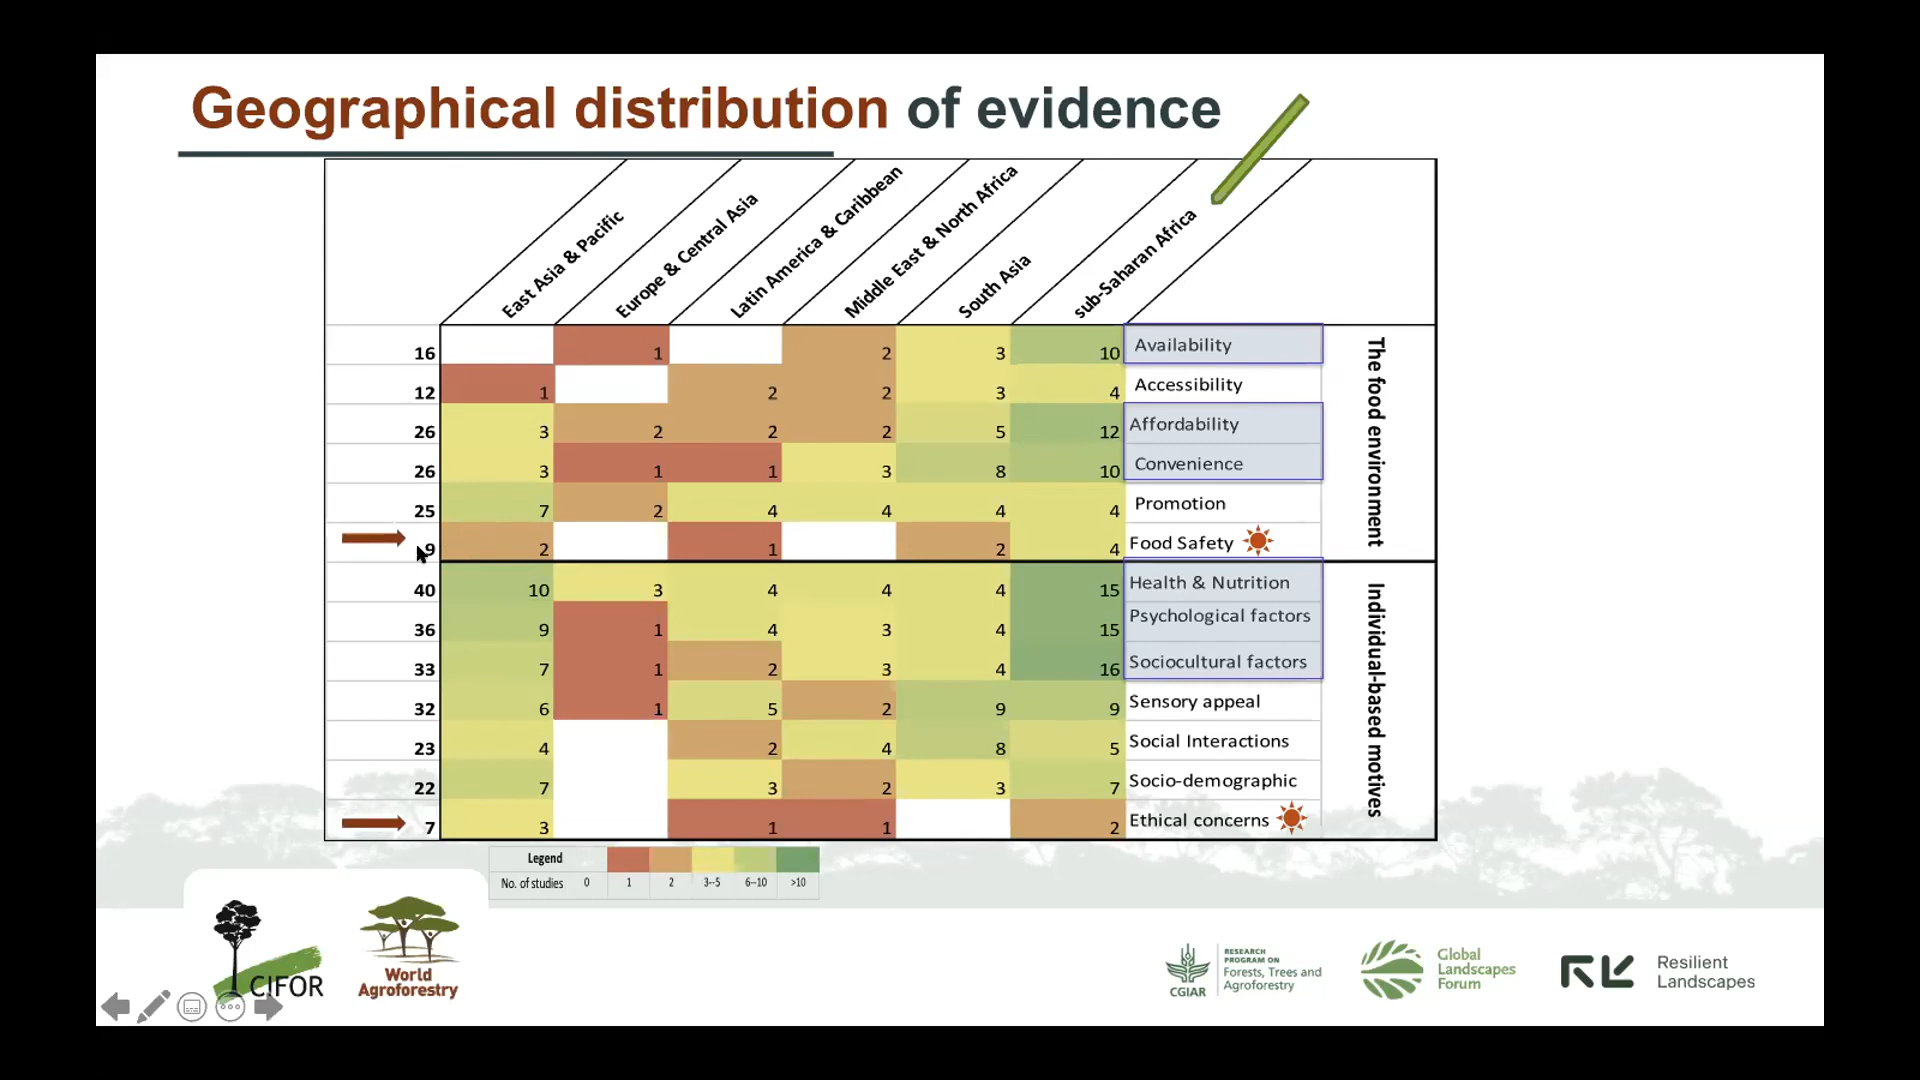 Geographical distribution of evidence
East Asia & Pacific
Europe & Central Asia
Latin America & Caribbean
Middle East & North Africa
South Asia
sub-Saharan Africa
16 1 2 3 10 Availability
12 1 2 2 3 4 Accessibility
26 3 2 2 2 5 12 Affordability
26 3 1 1 3 8 10 Convenience
25 7 2 4 4 4 4 Promotion
9 2 1 2 4 Food Safety
The food environment
40 10 3 4 4 4 15 Health & Nutrition
36 9 1 4 3 4 15 Psychological factors
33 7 1 2 3 4 16 Sociocultural factors
32 6 1 5 2 9 9 Sensory appeal
23 4 2 4 8 5 Social Interactions
22 7 3 2 3 7 Socio-demographic
7 3 1 1 2 Ethical concerns
Individual-based motives
Legend
No. of studies 0 1 2 3--5 6--10 >10
CIFOR
World
Agroforestry
CGIAR
RESEARCH
PROGRAM ON
Forests, Trees and
Agroforestry
Global
Landscapes
Forum
Resilient
Landscapes